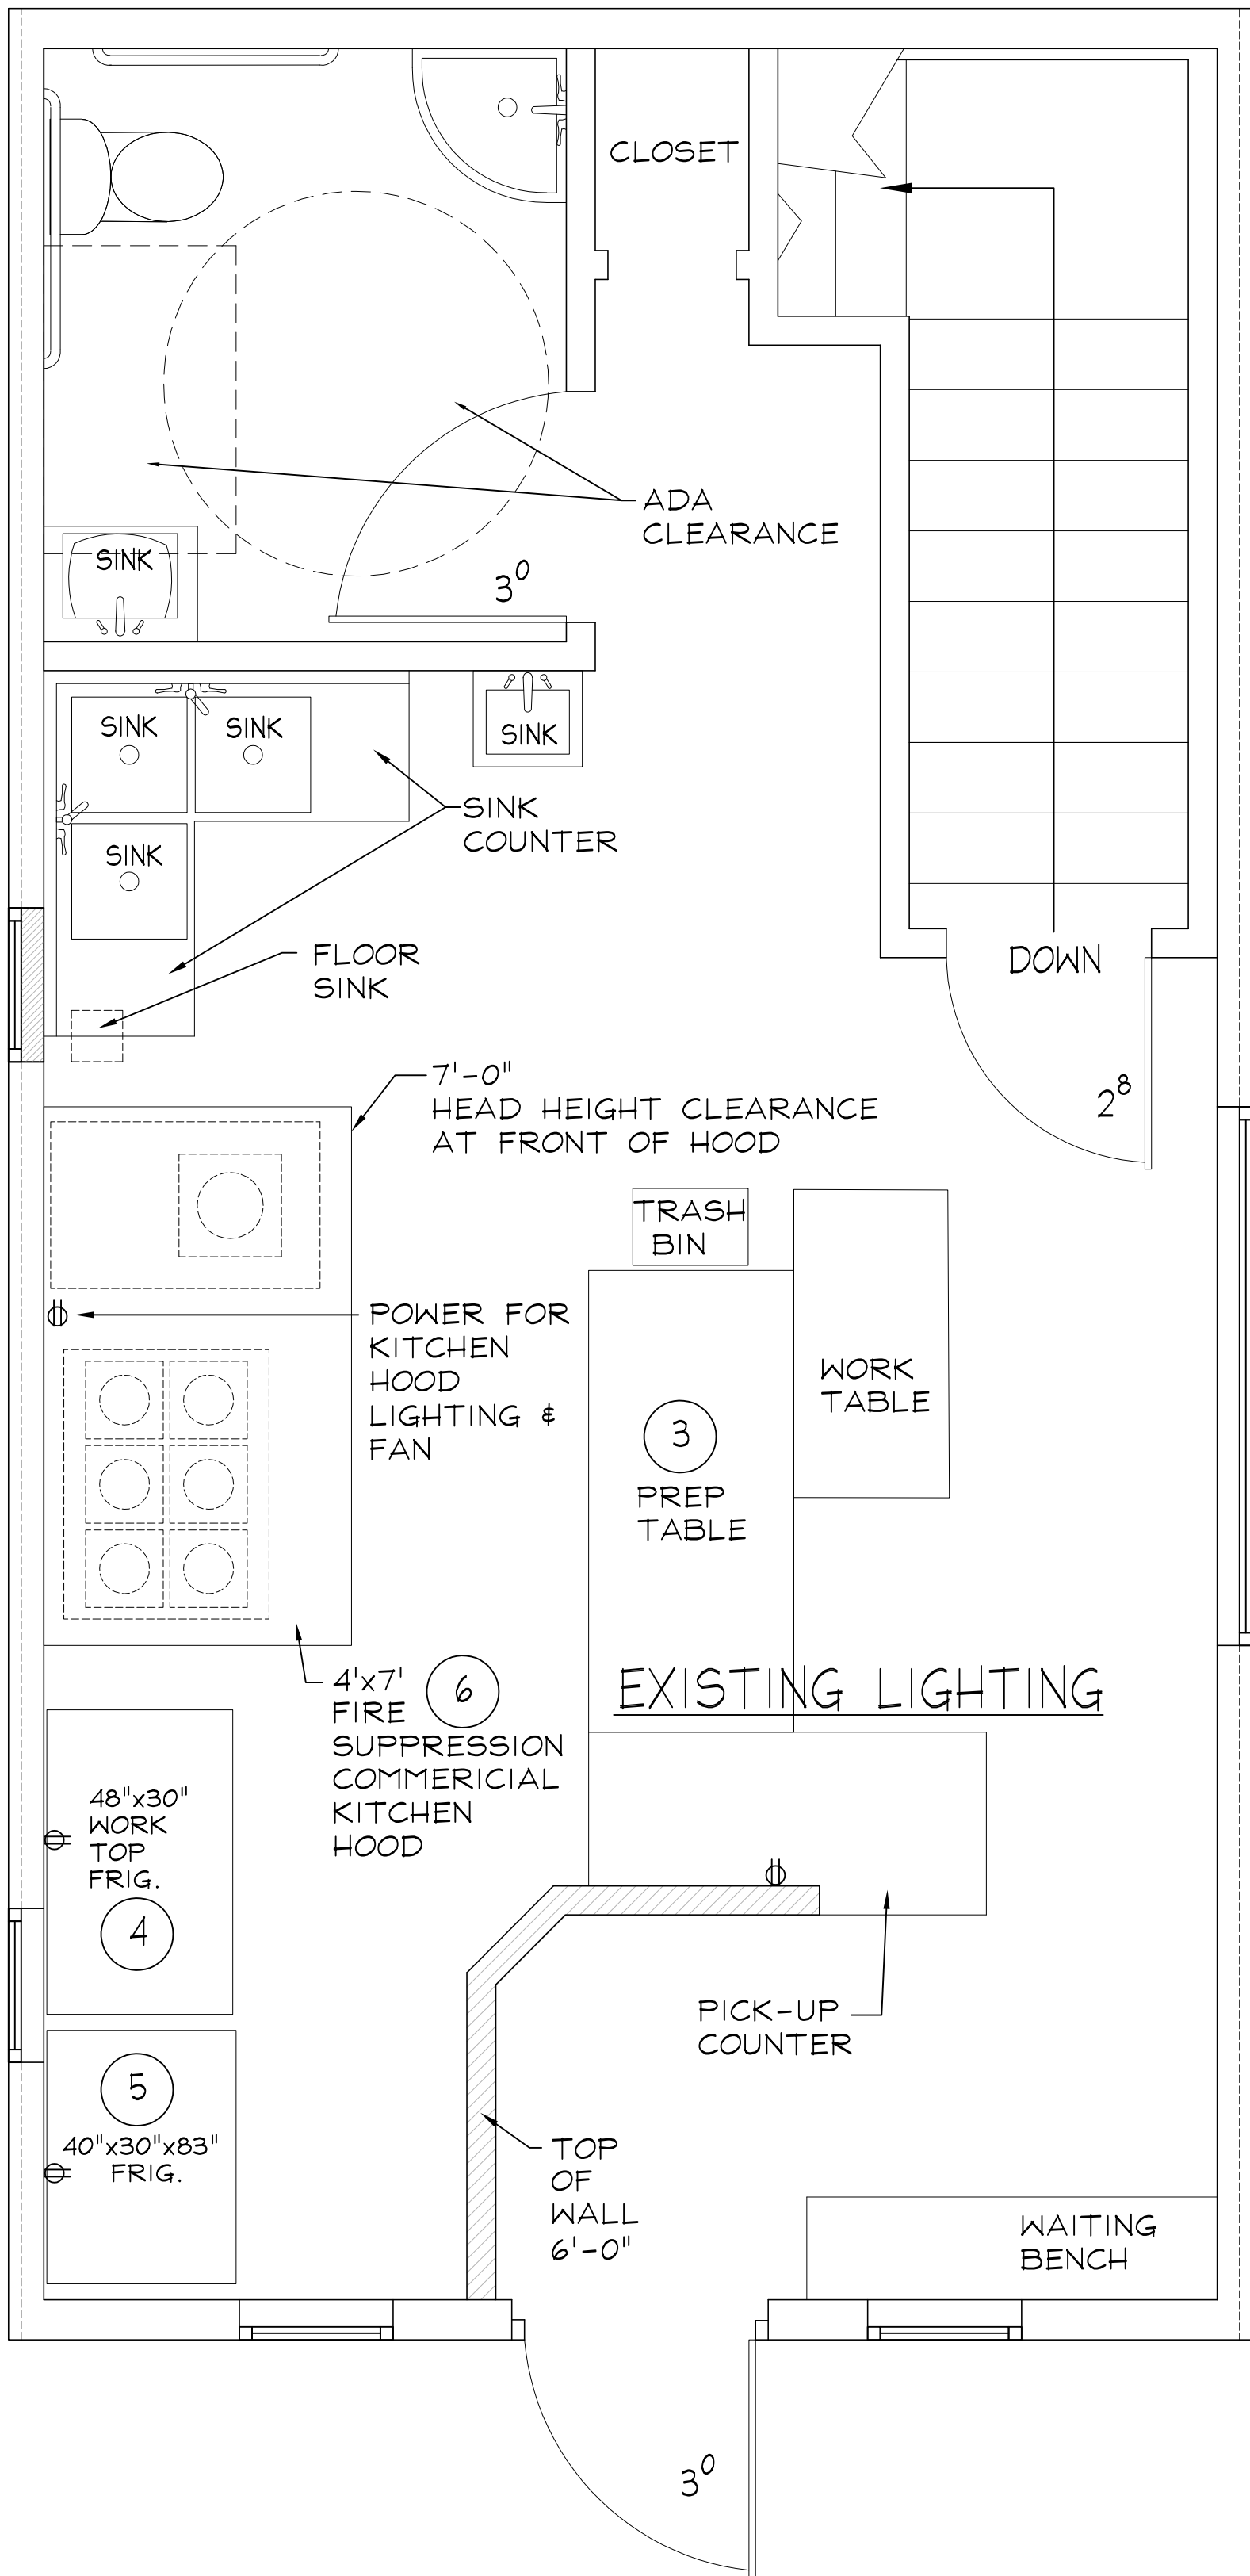 CLOSET
ADA
CLEARANCE
SINK
3⁰
SINK
SINK
SINK
SINK
COUNTER
SINK
FLOOR
SINK
DOWN
7'-0"
HEAD HEIGHT CLEARANCE
AT FRONT OF HOOD
2⁸
TRASH
BIN
POWER FOR
KITCHEN
HOOD
LIGHTING &
FAN
WORK
TABLE
3
PREP
TABLE
EXISTING LIGHTING
4'x7'
FIRE
SUPPRESSION
COMMERICIAL
KITCHEN
HOOD
6
48"x30"
WORK
TOP
FRIG.
4
PICK-UP
COUNTER
5
40"x30"x83"
FRIG.
TOP
OF
WALL
6'-0"
WAITING
BENCH
3⁰